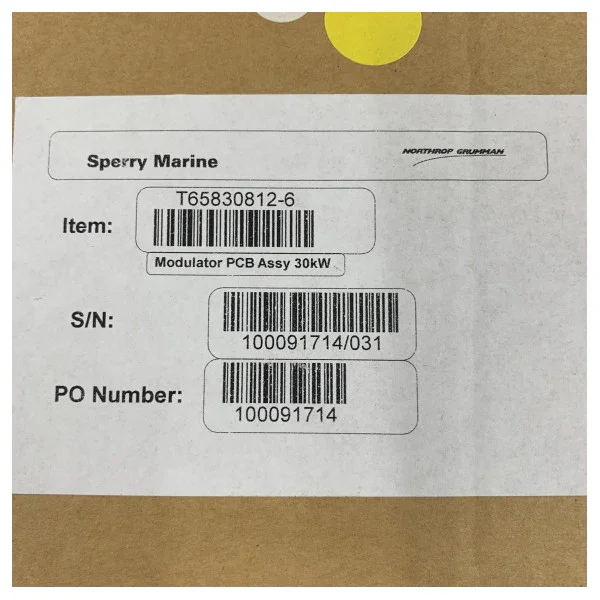 Sperry Marine
NORTHROP GRUMMAN
Item:
T65830812-6
Modulator PCB Assy 30kW
S/N:
100091714/031
PO Number:
100091714